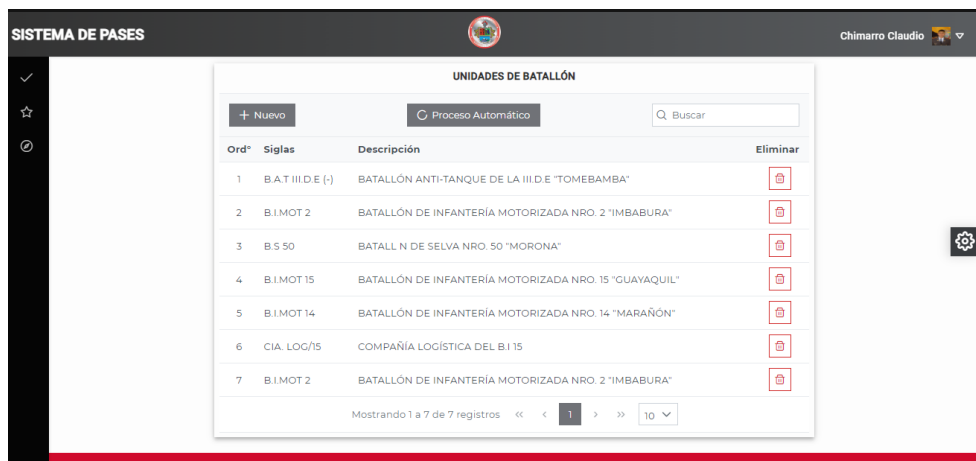 SISTEMA DE PASES
Chimarro Claudio
UNIDADES DE BATALLÓN
+ Nuevo Proceso Automático Buscar
Ord° Siglas Descripción Eliminar
1 B.A.T III.D.E (-) BATALLÓN ANTI-TANQUE DE LA III.D.E "TOMEBAMBA"
2 B.I.MOT 2 BATALLÓN DE INFANTERÍA MOTORIZADA NRO. 2 "IMBABURA"
3 B.S 50 BATALL N DE SELVA NRO. 50 "MORONA"
4 B.I.MOT 15 BATALLÓN DE INFANTERÍA MOTORIZADA NRO. 15 "GUAYAQUIL"
5 B.I.MOT 14 BATALLÓN DE INFANTERÍA MOTORIZADA NRO. 14 "MARAÑÓN"
6 CIA. LOG/15 COMPAÑÍA LOGÍSTICA DEL B.I 15
7 B.I.MOT 2 BATALLÓN DE INFANTERÍA MOTORIZADA NRO. 2 "IMBABURA"
Mostrando 1 a 7 de 7 registros << < 1 > >> 10